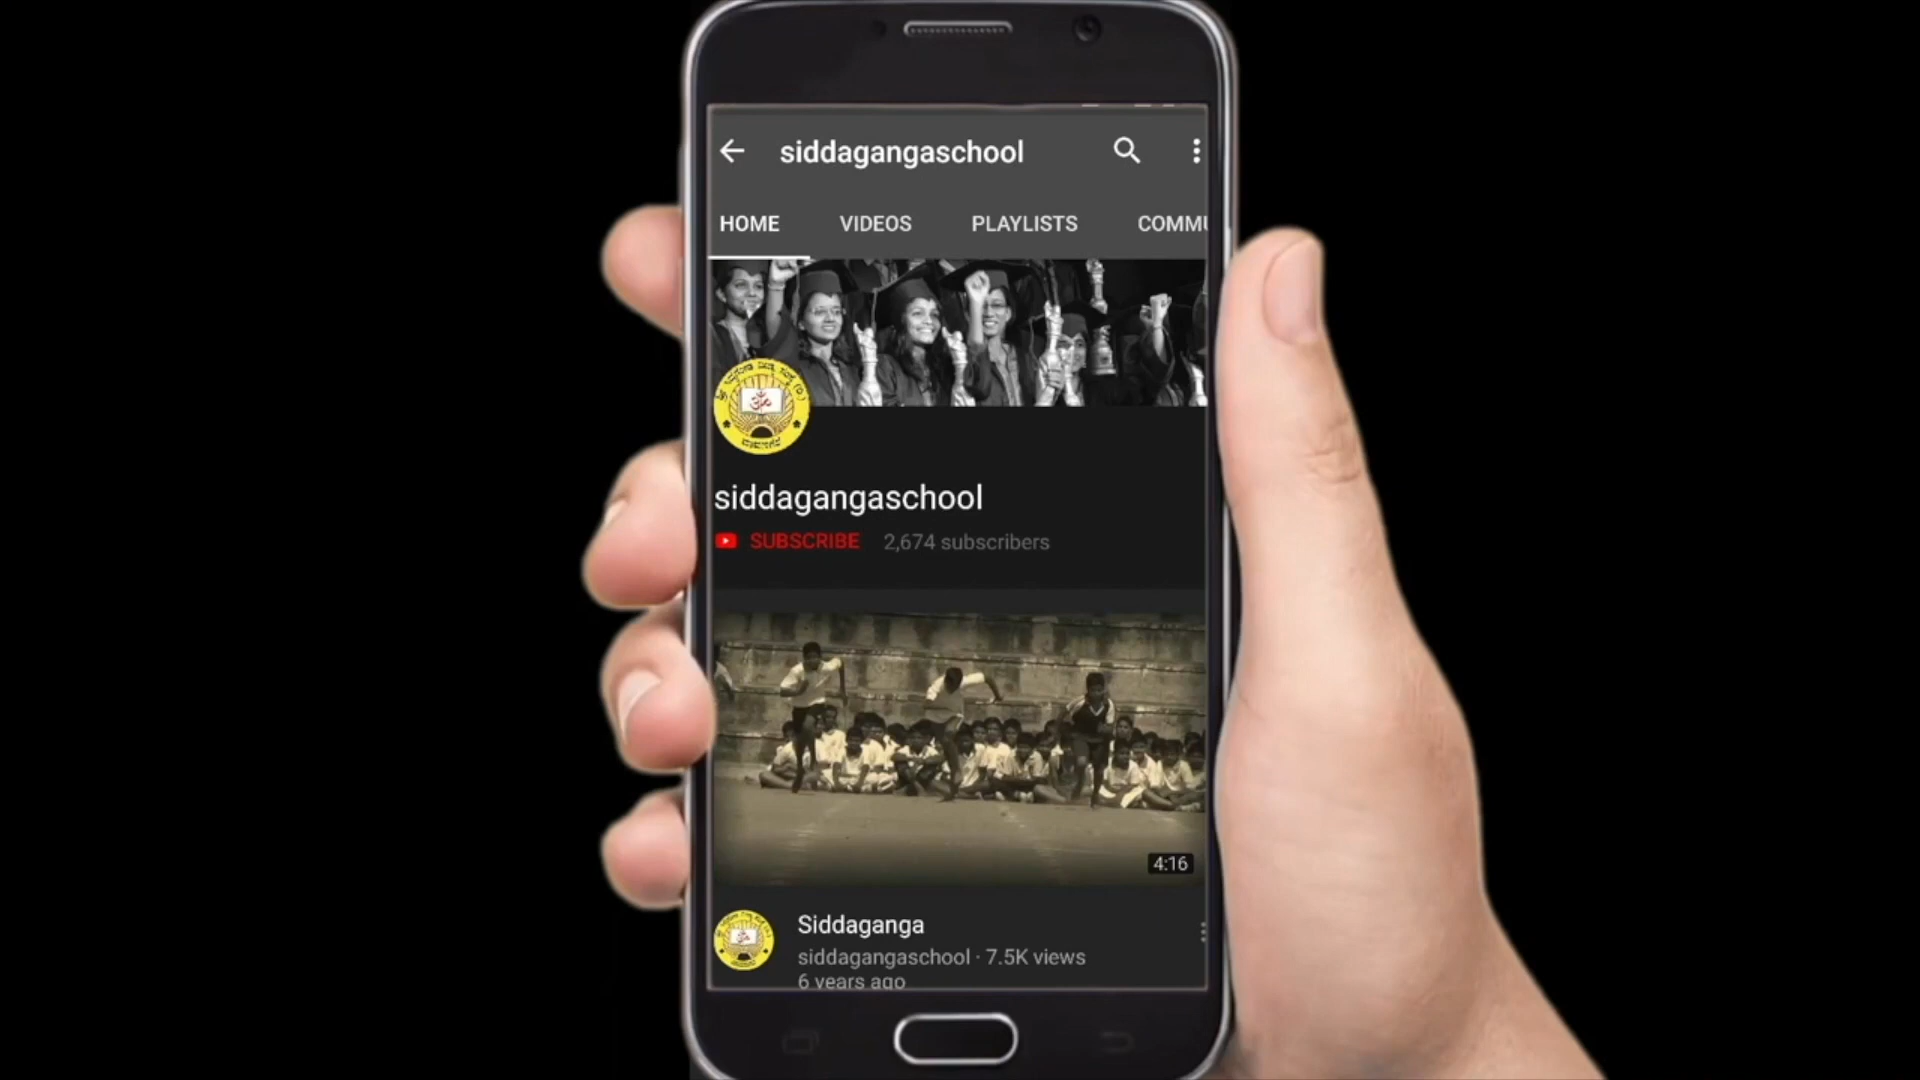 siddagangaschool
HOME VIDEOS PLAYLISTS COMMU
siddagangaschool
SUBSCRIBE 2,674 subscribers
4:16
Siddaganga
siddagangaschool · 7.5K views
6 years ago